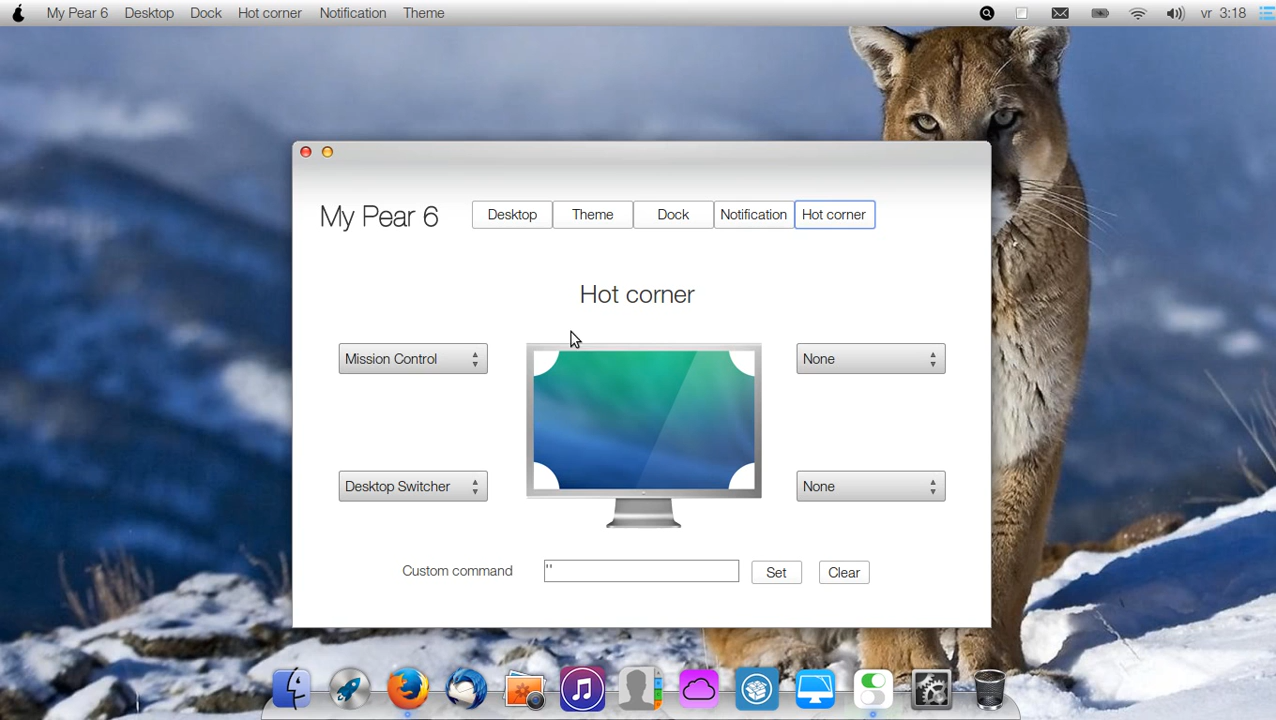 My Pear 6 Desktop Dock Hot corner Notification Theme vr 3:18
My Pear 6
Desktop Theme Dock Notification Hot corner
Hot corner
Mission Control None
Desktop Switcher None
Custom command '' Set Clear